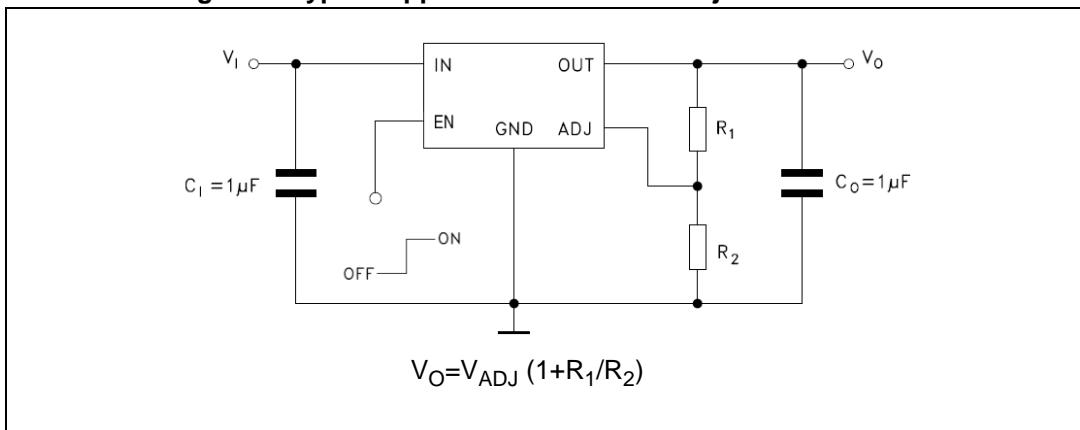 V_I
IN
OUT
V_O
EN
GND
ADJ
R_1
C_I =1μF
C_O=1μF
ON
R_2
OFF
V_O=V_ADJ (1+R_1/R_2)